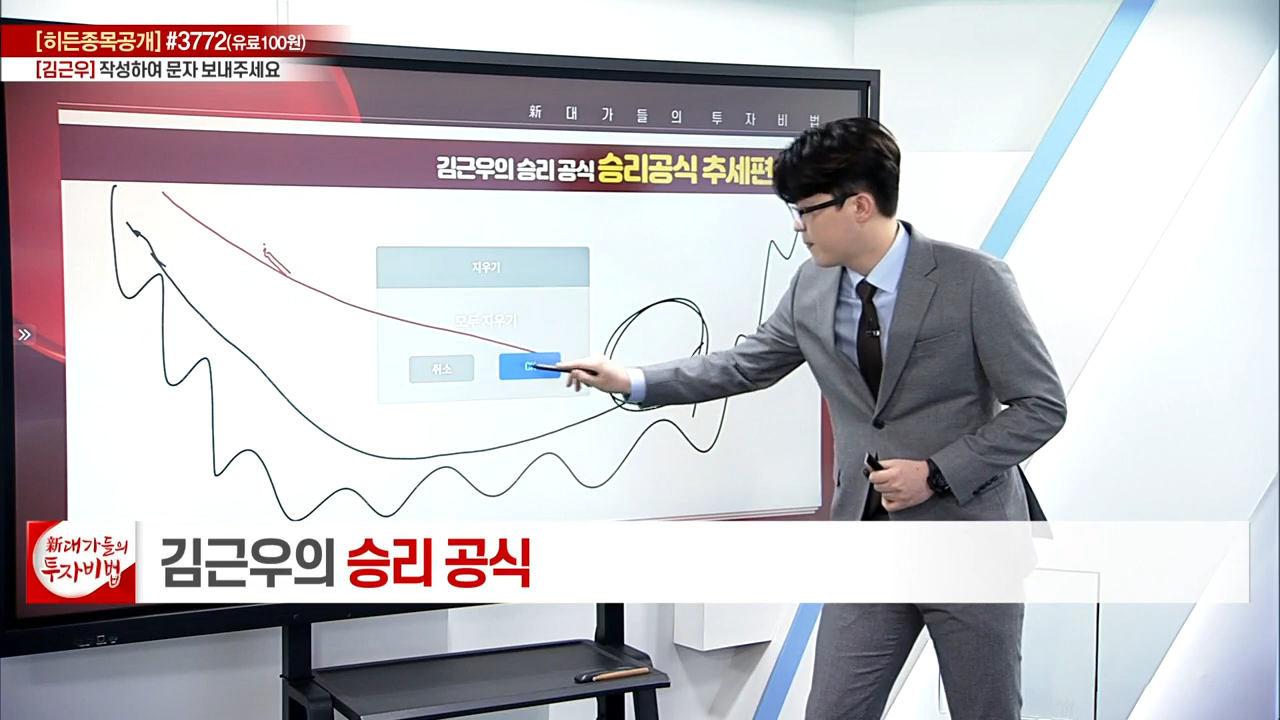 [히든종목공개] #3772(유료100원)
[김근우] 작성하여 문자 보내주세요
新 대 가 들 의 투 자 비 법
김근우의 승리 공식 승리공식 추세편
지우기
모두 지우기
취소
新대가들의
투자비법
김근우의 승리 공식